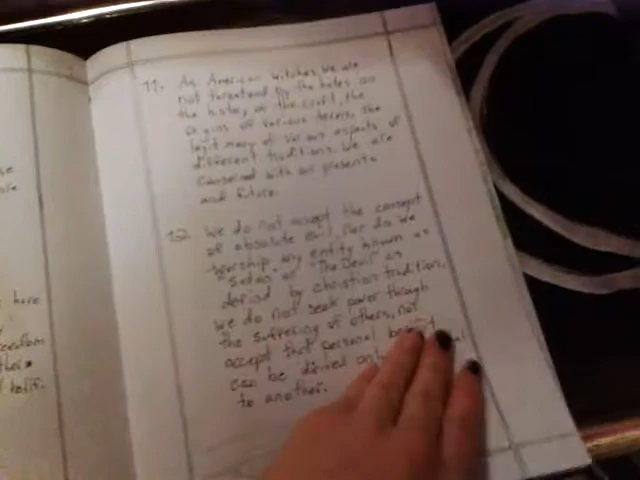 11. As American witches, we are
not threatened by the debates on
the history of the craft, the
origins of various terms, the
legitimacy of various aspects of
different traditions. We are
concerned with our present
and future.
12. We do not accept the concept
of absolute evil, nor do we
worship any entity known as
"Satan" or "The Devil" as
defined by christian tradition.
we do not seek power through
the suffering of others, nor
accept that personal benefit
can be derived only
to another.
here